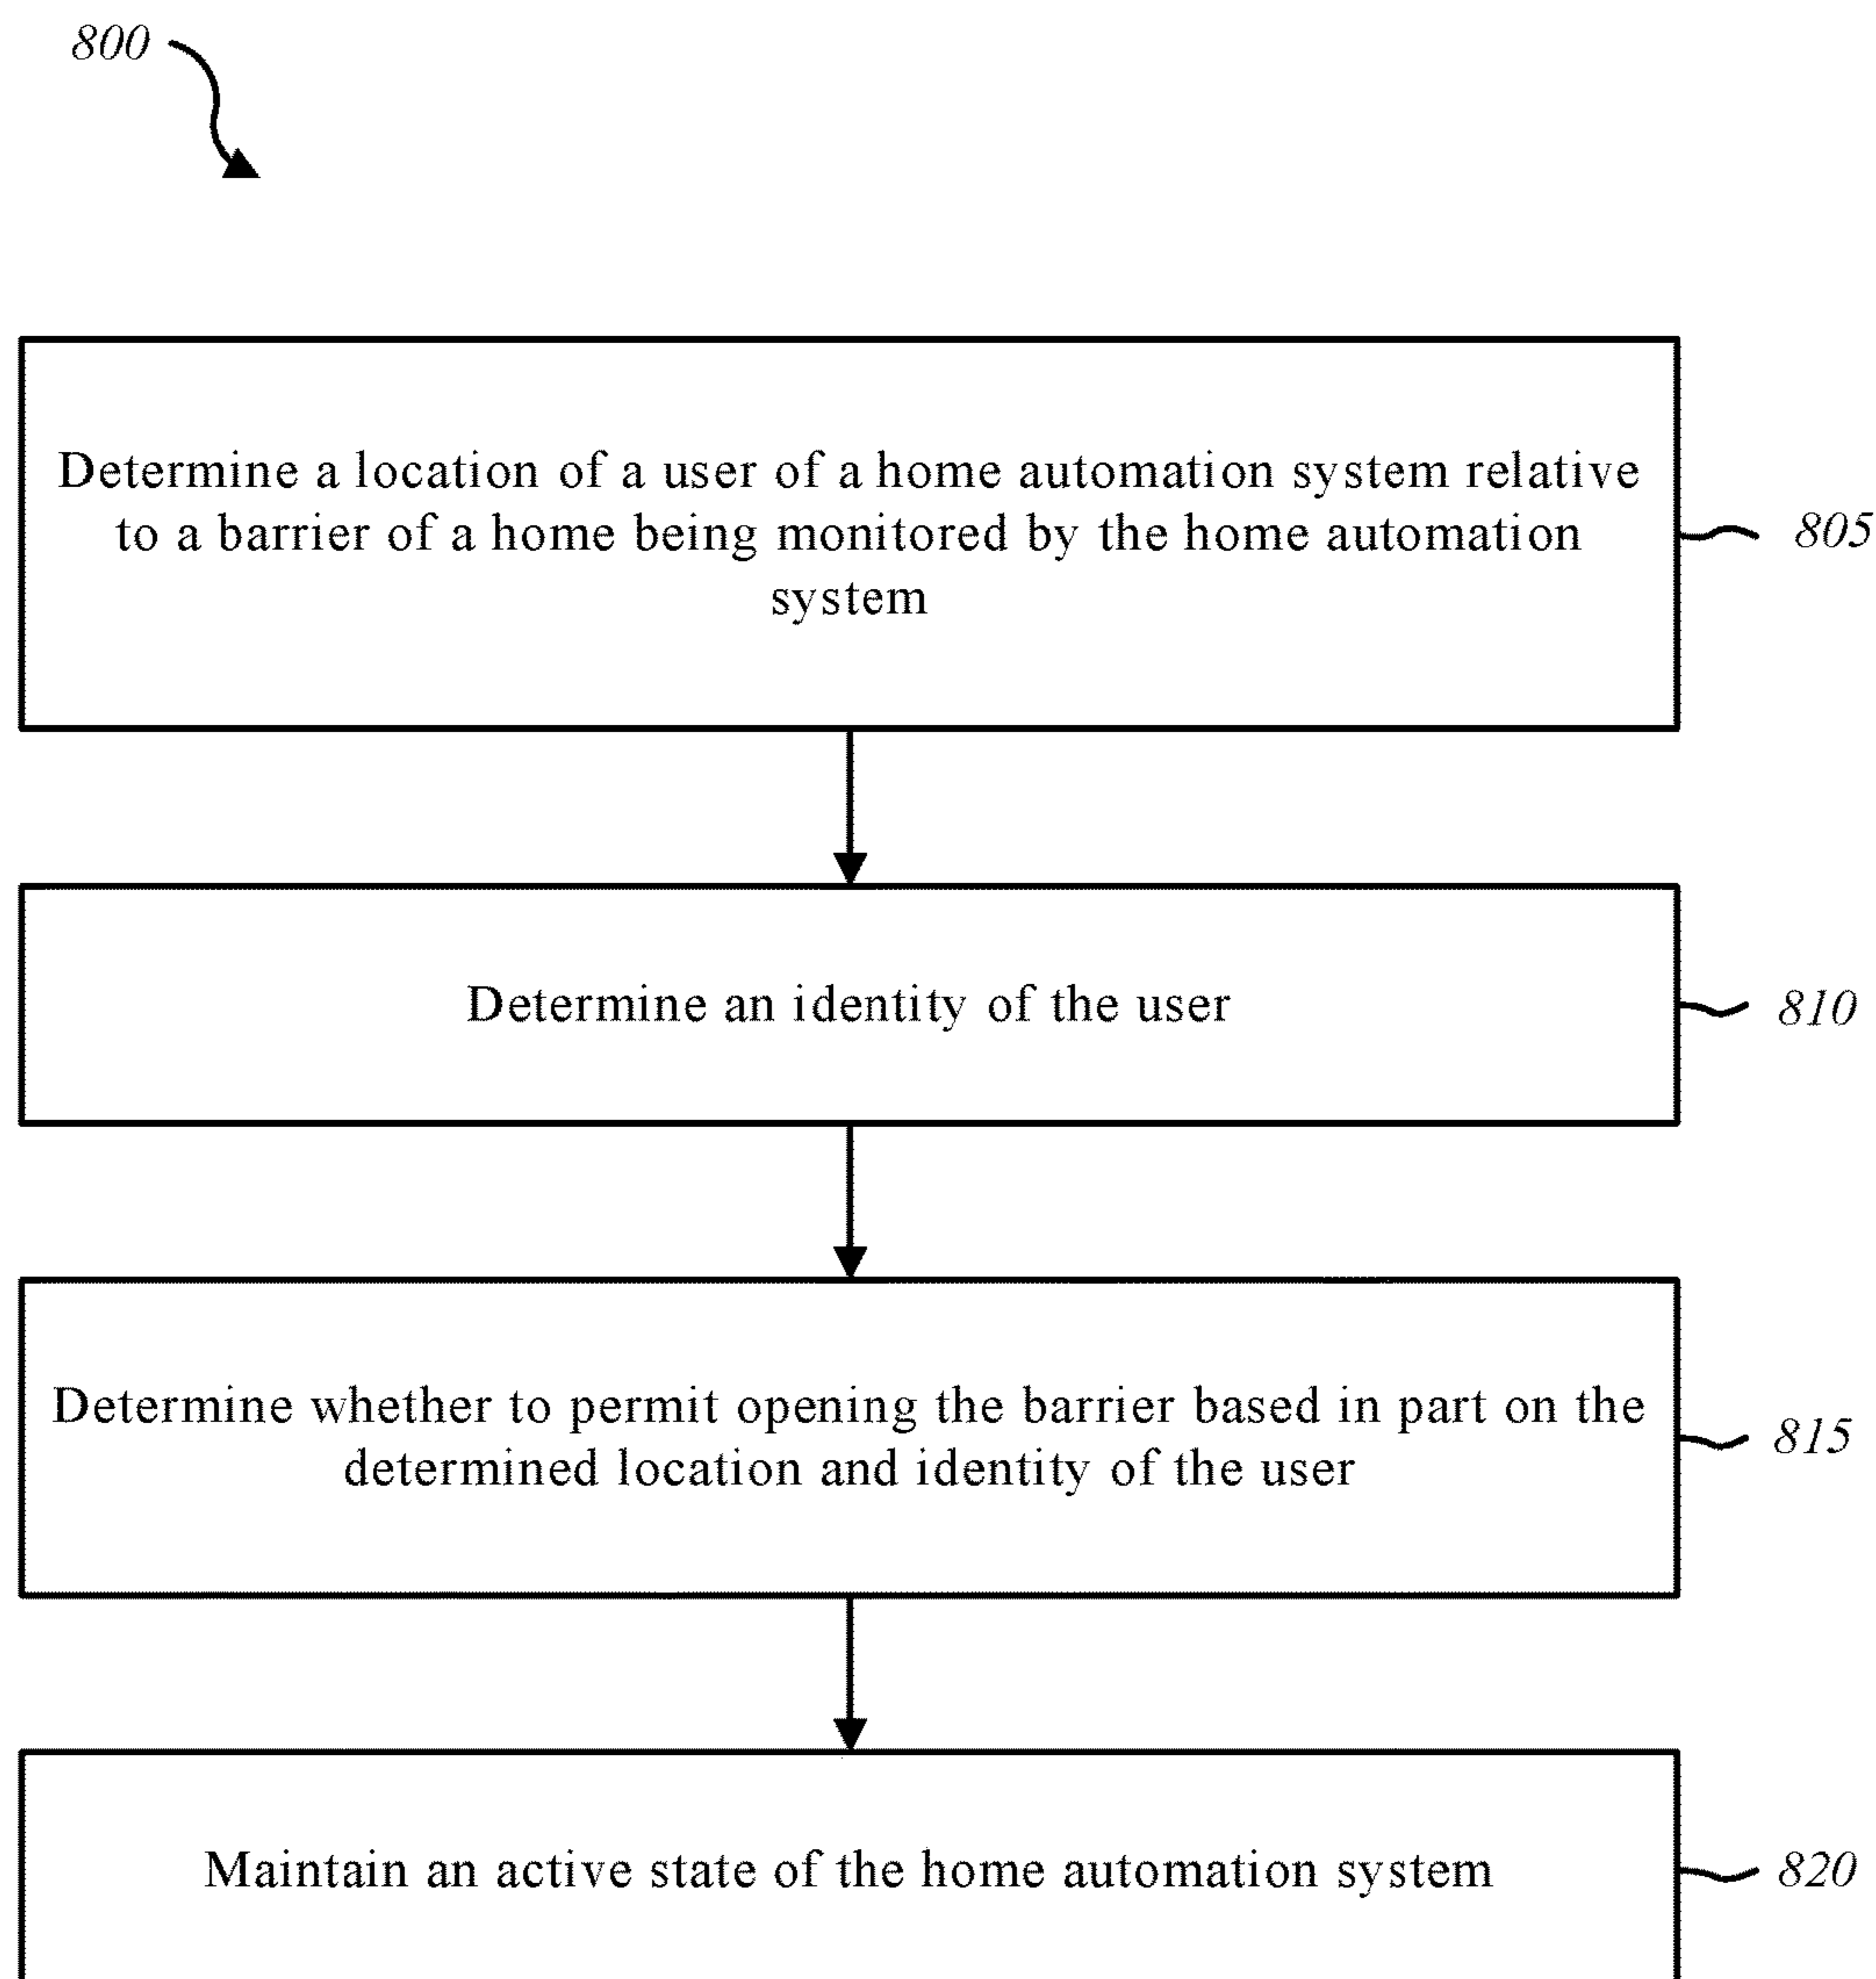 800
Determine a location of a user of a home automation system relative
to a barrier of a home being monitored by the home automation
system
805
Determine an identity of the user
810
Determine whether to permit opening the barrier based in part on the
determined location and identity of the user
815
Maintain an active state of the home automation system
820